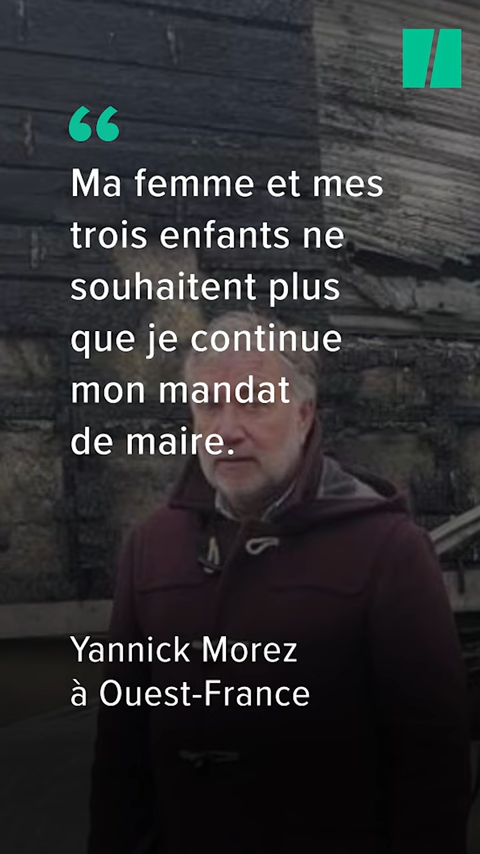 “
Ma femme et mes
trois enfants ne
souhaitent plus
que je continue
mon mandat
de maire.
Yannick Morez
à Ouest-France